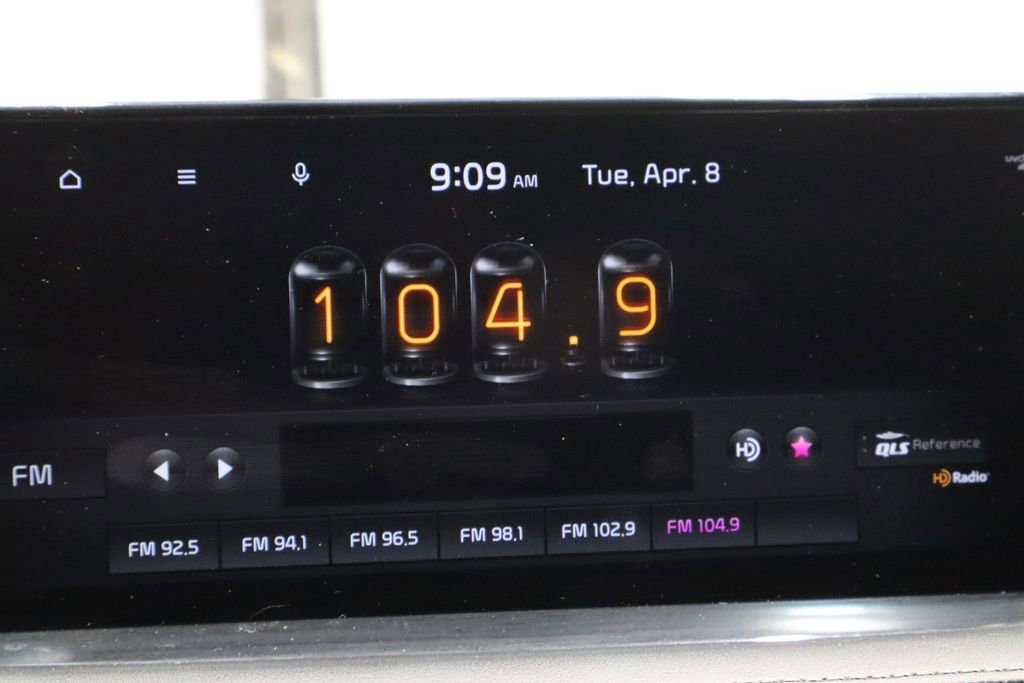 9:09 AM Tue, Apr. 8
104.9
FM
HD
QLS Reference
HD Radio
FM 92.5 FM 94.1 FM 96.5 FM 98.1 FM 102.9 FM 104.9